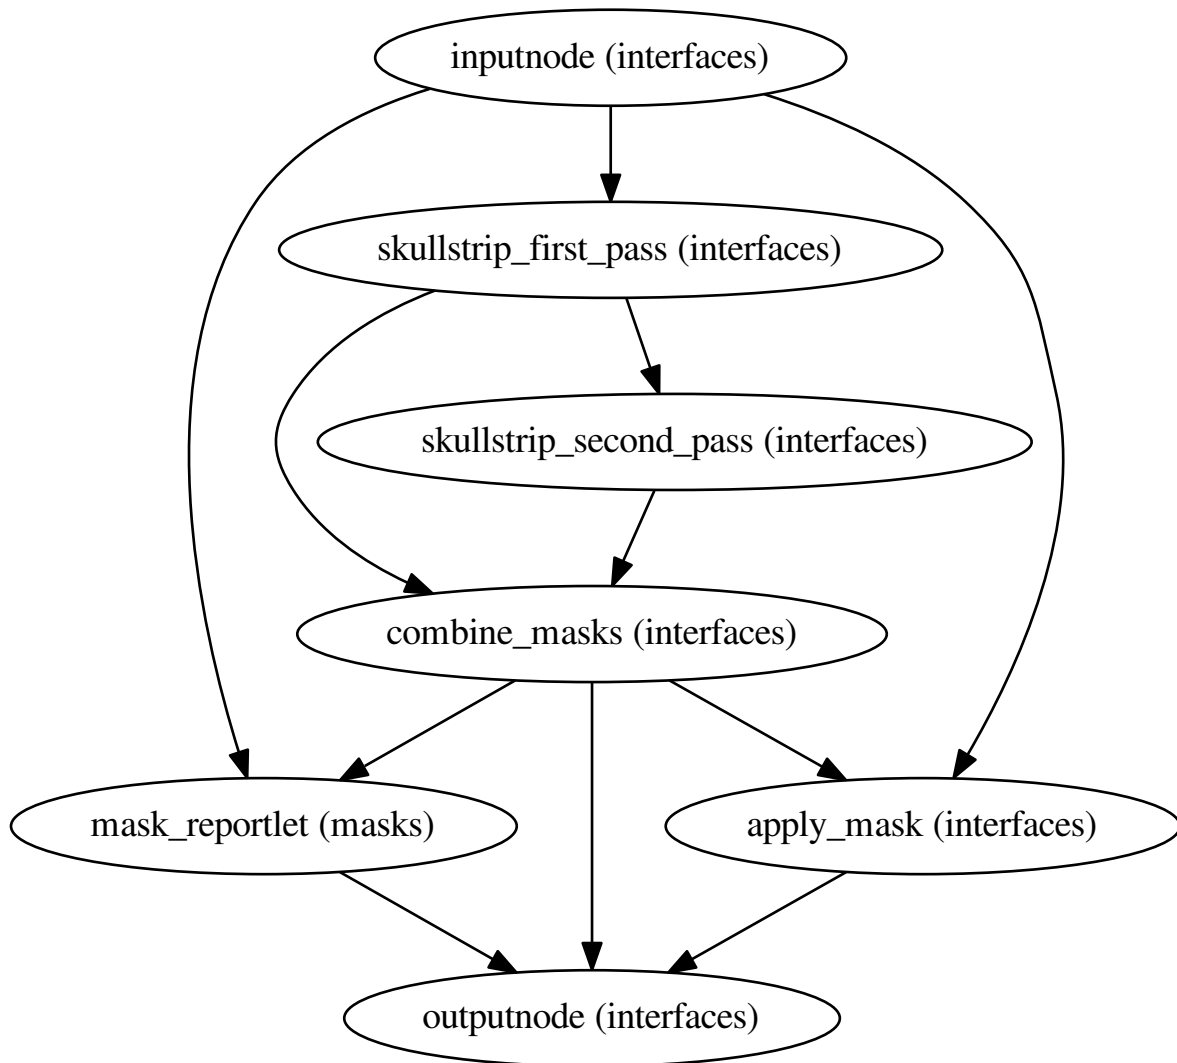 inputnode (interfaces)
skullstrip_first_pass (interfaces)
skullstrip_second_pass (interfaces)
combine_masks (interfaces)
mask_reportlet (masks)
apply_mask (interfaces)
outputnode (interfaces)